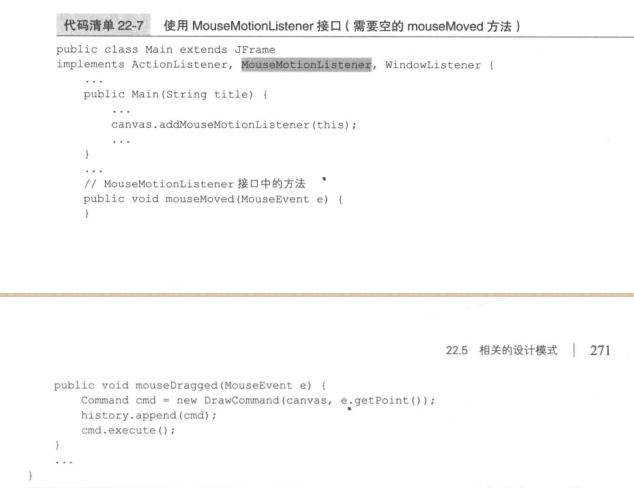 代码清单 22-7 使用 MouseMotionListener 接口（需要空的 mouseMoved 方法）
public class Main extends JFrame
implements ActionListener, MouseMotionListener, WindowListener {
...
public Main(String title) {
...
canvas.addMouseMotionListener(this);
...
}
...
// MouseMotionListener 接口中的方法
public void mouseMoved(MouseEvent e) {
}
22.5 相关的设计模式 | 271
public void mouseDragged(MouseEvent e) {
Command cmd = new DrawCommand(canvas, e.getPoint());
history.append(cmd);
cmd.execute();
}
...
}